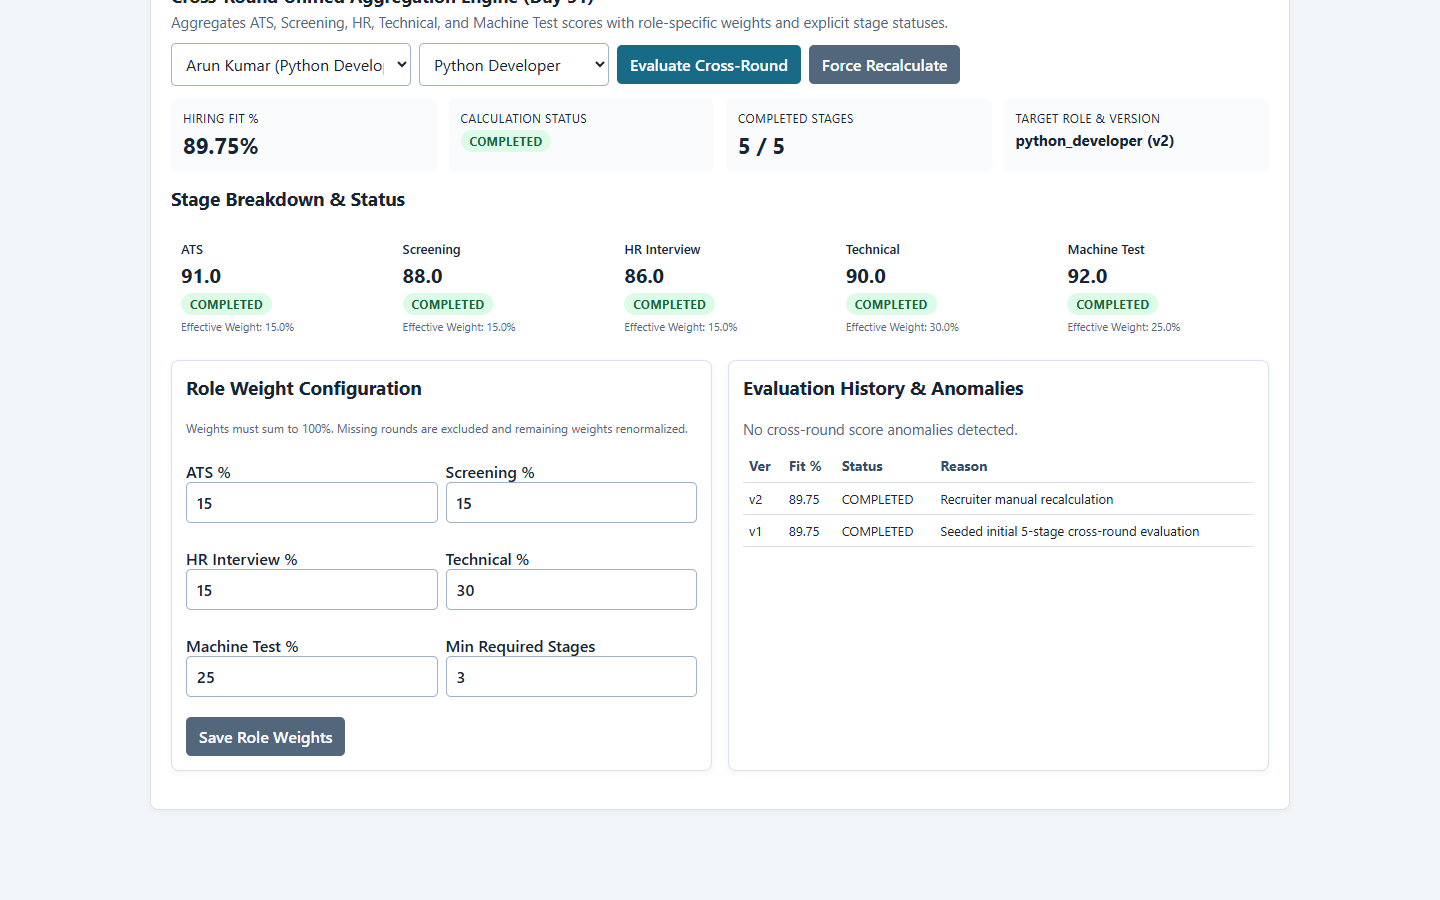 Cross-Round Unified Aggregation Engine (Day 51)
Aggregates ATS, Screening, HR, Technical, and Machine Test scores with role-specific weights and explicit stage statuses.
Arun Kumar (Python Develo
Python Developer
Evaluate Cross-Round
Force Recalculate
HIRING FIT %
89.75%
CALCULATION STATUS
COMPLETED
COMPLETED STAGES
5 / 5
TARGET ROLE & VERSION
python_developer (v2)
Stage Breakdown & Status
ATS
91.0
COMPLETED
Effective Weight: 15.0%
Screening
88.0
COMPLETED
Effective Weight: 15.0%
HR Interview
86.0
COMPLETED
Effective Weight: 15.0%
Technical
90.0
COMPLETED
Effective Weight: 30.0%
Machine Test
92.0
COMPLETED
Effective Weight: 25.0%
Role Weight Configuration
Weights must sum to 100%. Missing rounds are excluded and remaining weights renormalized.
ATS %
15
Screening %
15
HR Interview %
15
Technical %
30
Machine Test %
25
Min Required Stages
3
Save Role Weights
Evaluation History & Anomalies
No cross-round score anomalies detected.
Ver Fit % Status Reason
v2 89.75 COMPLETED Recruiter manual recalculation
v1 89.75 COMPLETED Seeded initial 5-stage cross-round evaluation